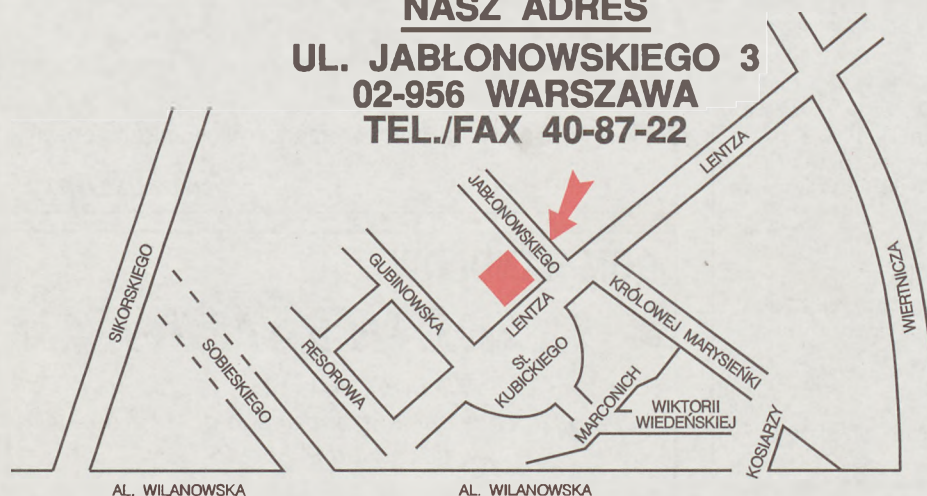 NASZ ADRES
UL. JABŁONOWSKIEGO 3
02-956 WARSZAWA
TEL./FAX 40-87-22
LENTZA
JABŁONOWSKIEGO
SIKORSKIEGO
GUBINOWSKA
WIERTNICZA
LENTZA
KRÓLOWEJ MARYSIEŃKI
SOBIESKIEGO
RESOROWA
St.
KUBICKIEGO
MARCONICH
WIKTORII
WIEDEŃSKIEJ
KOSIARZY
AL. WILANOWSKA
AL. WILANOWSKA